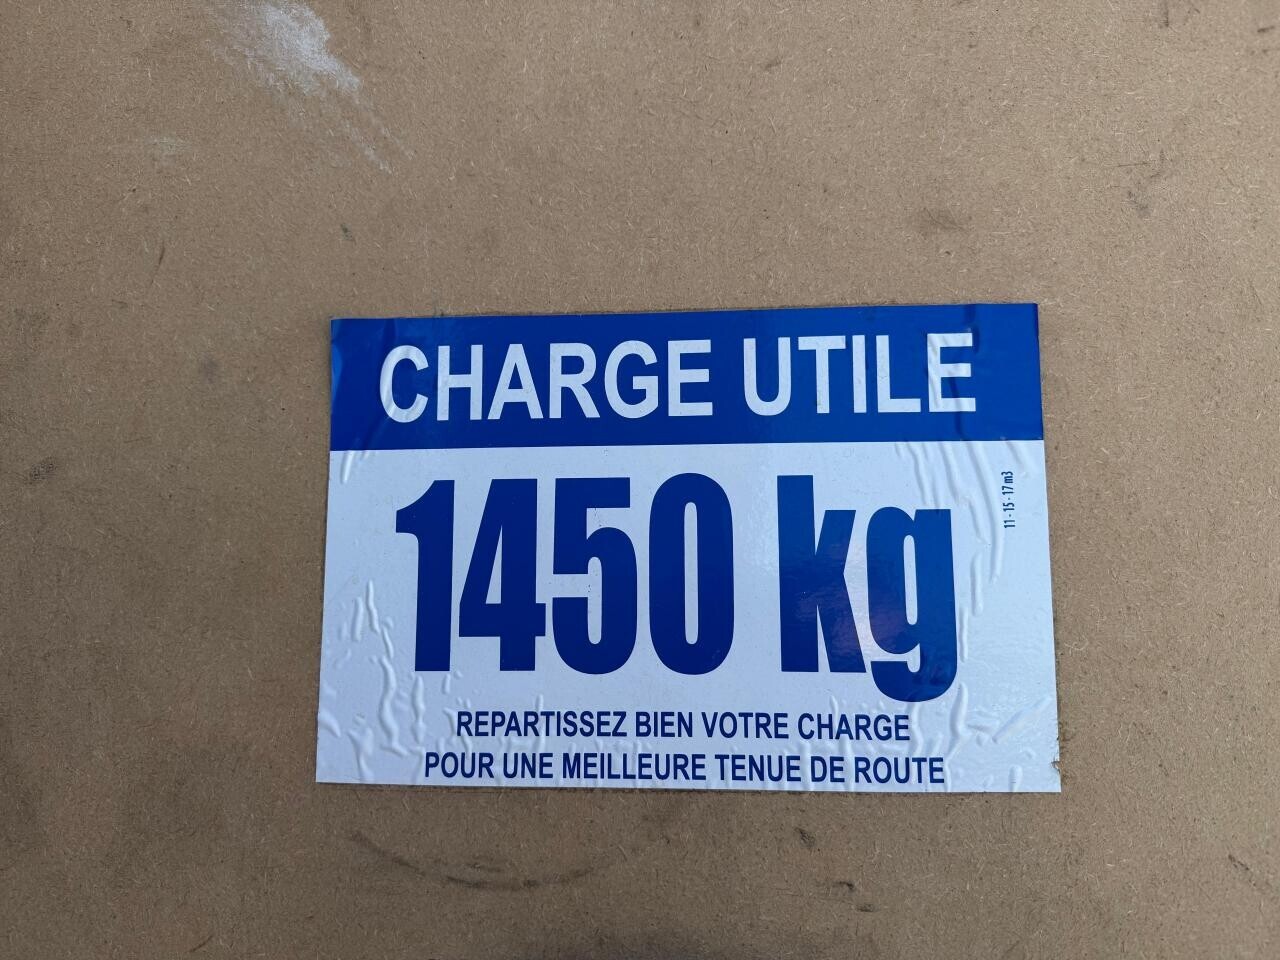 CHARGE UTILE
1450 kg
11 - 15 - 17 m3
REPARTISSEZ BIEN VOTRE CHARGE
POUR UNE MEILLEURE TENUE DE ROUTE